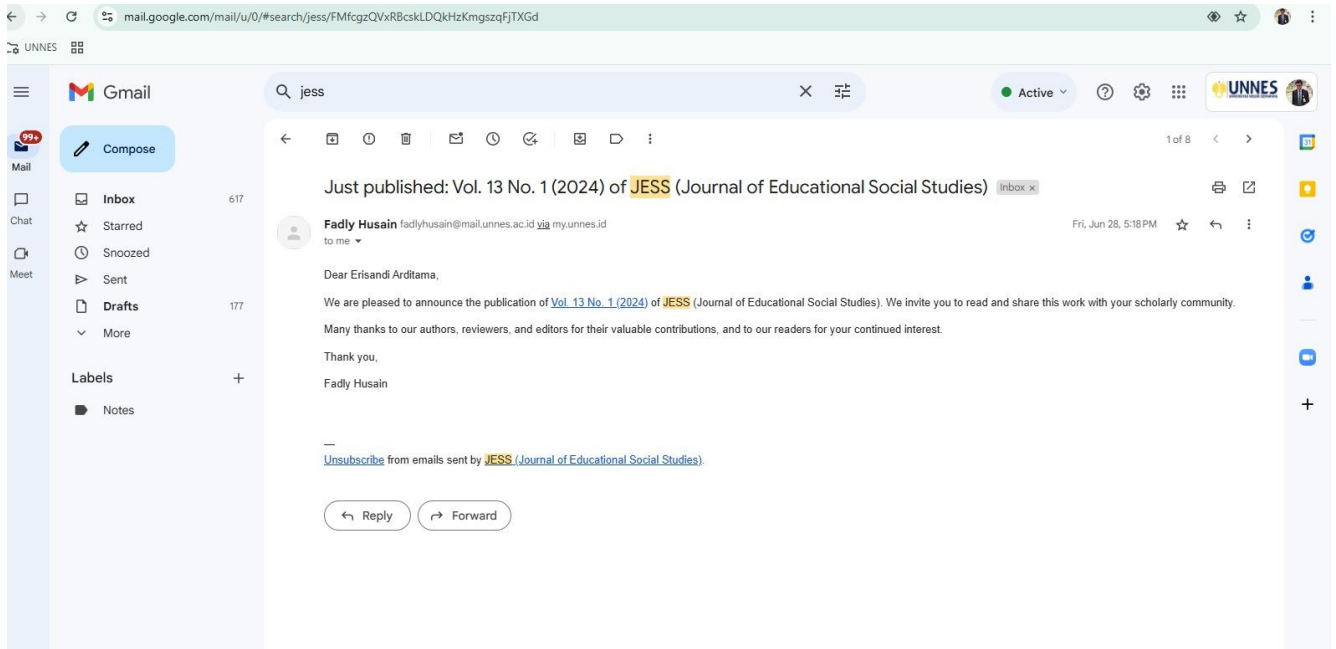 mail.google.com/mail/u/0/#search/jess/FMfcgzQVxRBcskLDQkHzKmgszqFjTXGd
UNNES
Gmail
jess
Active
UNNES
99+
Mail
Chat
Meet
Compose
Inbox 617
Starred
Snoozed
Sent
Drafts 177
More
Labels
Notes
1 of 8
31
Just published: Vol. 13 No. 1 (2024) of JESS (Journal of Educational Social Studies) Inbox x
Fadly Husain fadlyhusain@mail.unnes.ac.id via my.unnes.id
Fri, Jun 28, 5:18 PM
to me
Dear Erisandi Arditama,
We are pleased to announce the publication of Vol. 13 No. 1 (2024) of JESS (Journal of Educational Social Studies). We invite you to read and share this work with your scholarly community.
Many thanks to our authors, reviewers, and editors for their valuable contributions, and to our readers for your continued interest.
Thank you,
Fadly Husain
—
Unsubscribe from emails sent by JESS (Journal of Educational Social Studies).
Reply
Forward